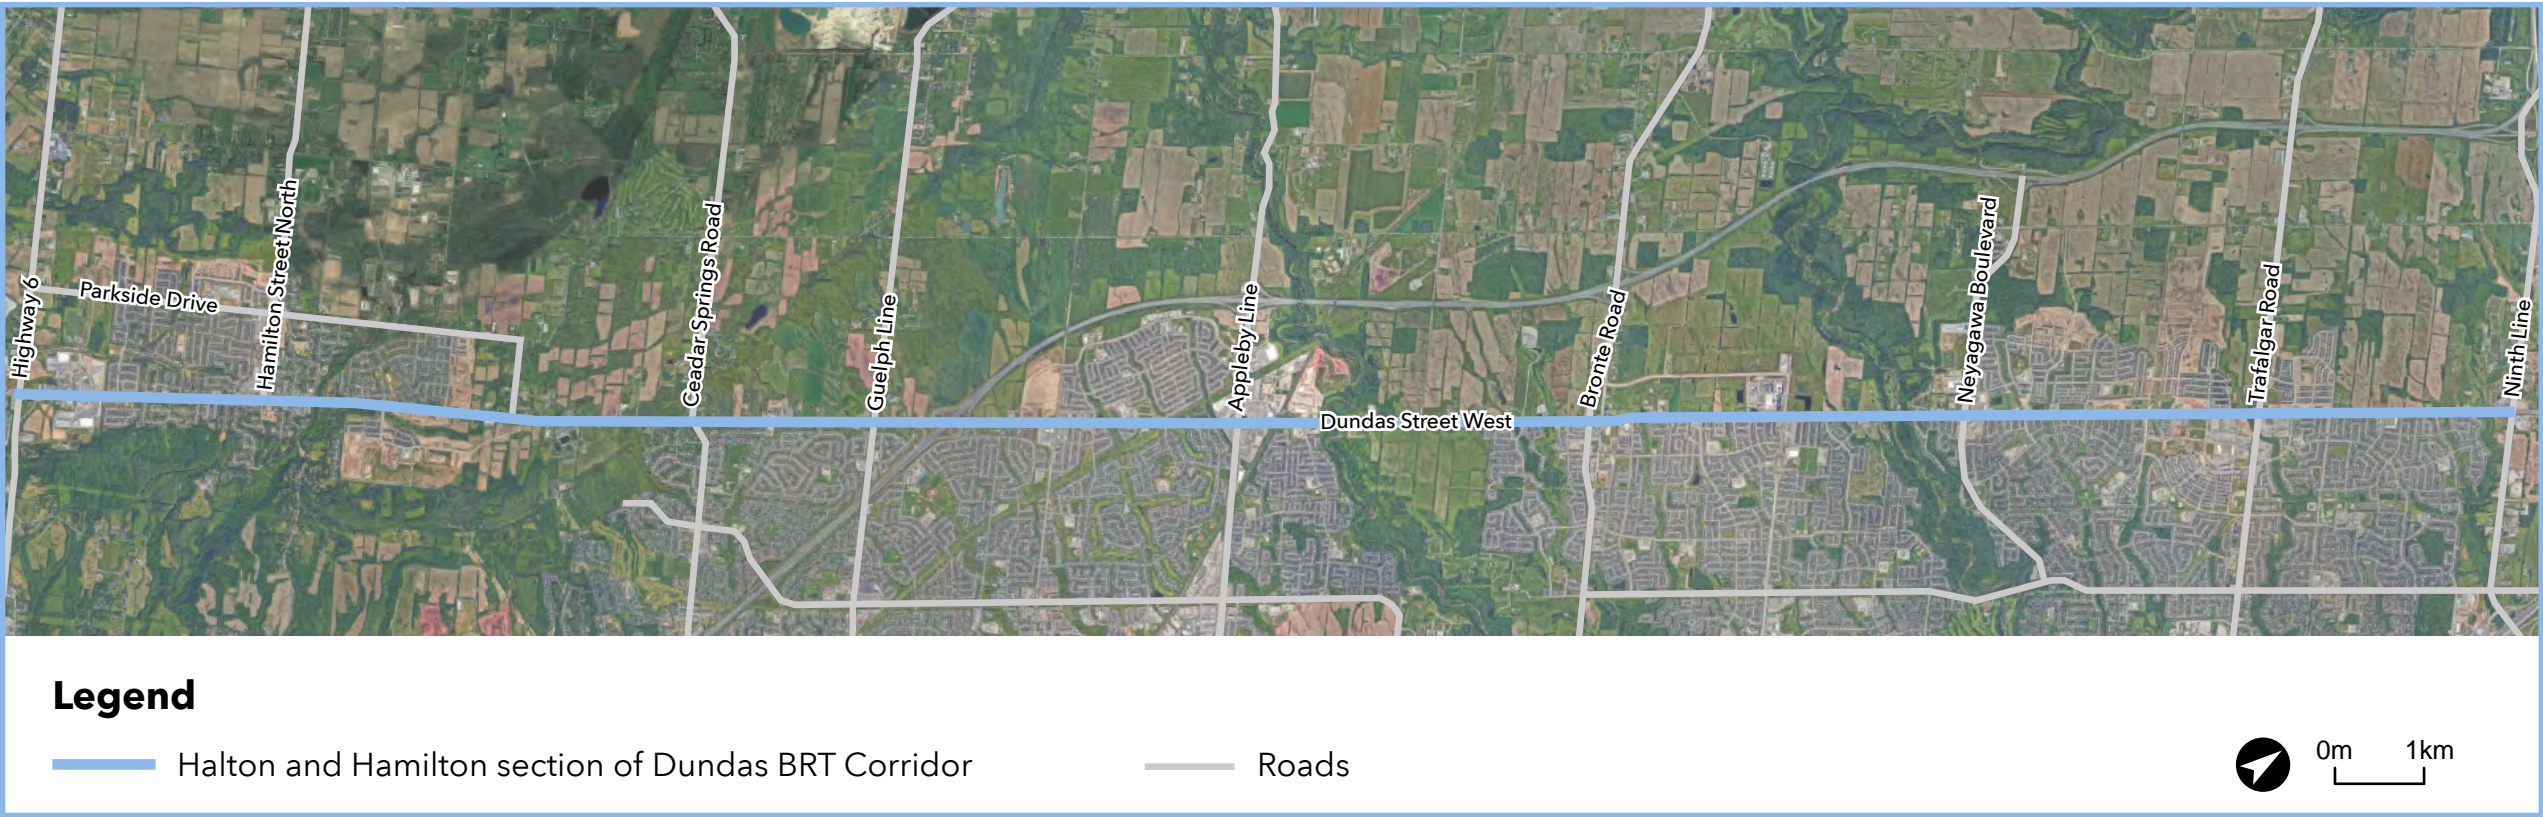 Highway 6
Parkside Drive
Hamilton Street North
Ceadar Springs Road
Guelph Line
Appleby Line
Dundas Street West
Bronte Road
Neyagawa Boulevard
Trafalgar Road
Ninth Line
Legend
Halton and Hamilton section of Dundas BRT Corridor
Roads
0m 1km